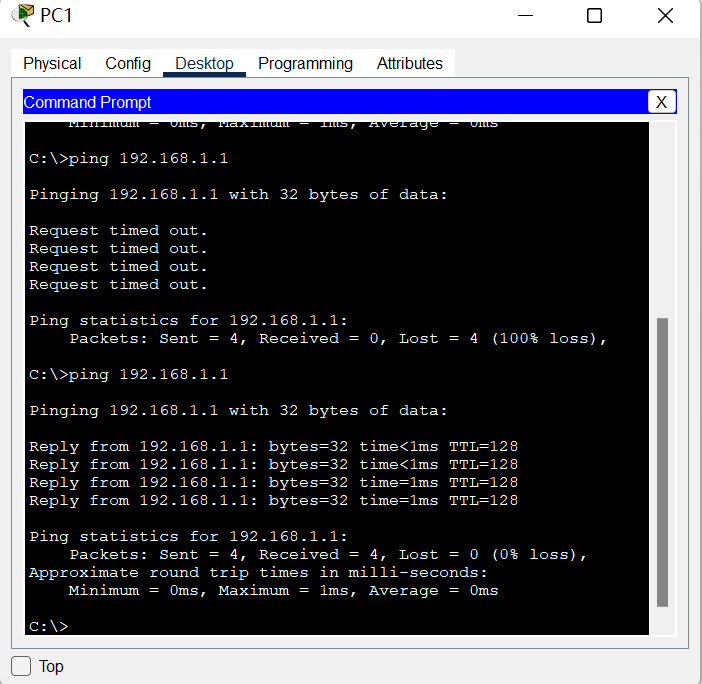 PC1
Physical Config Desktop Programming Attributes
Command Prompt X
Minimum = 0ms, Maximum = 1ms, Average = 0ms
C:\>ping 192.168.1.1
Pinging 192.168.1.1 with 32 bytes of data:
Request timed out.
Request timed out.
Request timed out.
Request timed out.
Ping statistics for 192.168.1.1:
Packets: Sent = 4, Received = 0, Lost = 4 (100% loss),
C:\>ping 192.168.1.1
Pinging 192.168.1.1 with 32 bytes of data:
Reply from 192.168.1.1: bytes=32 time<1ms TTL=128
Reply from 192.168.1.1: bytes=32 time<1ms TTL=128
Reply from 192.168.1.1: bytes=32 time=1ms TTL=128
Reply from 192.168.1.1: bytes=32 time=1ms TTL=128
Ping statistics for 192.168.1.1:
Packets: Sent = 4, Received = 4, Lost = 0 (0% loss),
Approximate round trip times in milli-seconds:
Minimum = 0ms, Maximum = 1ms, Average = 0ms
C:\>
Top